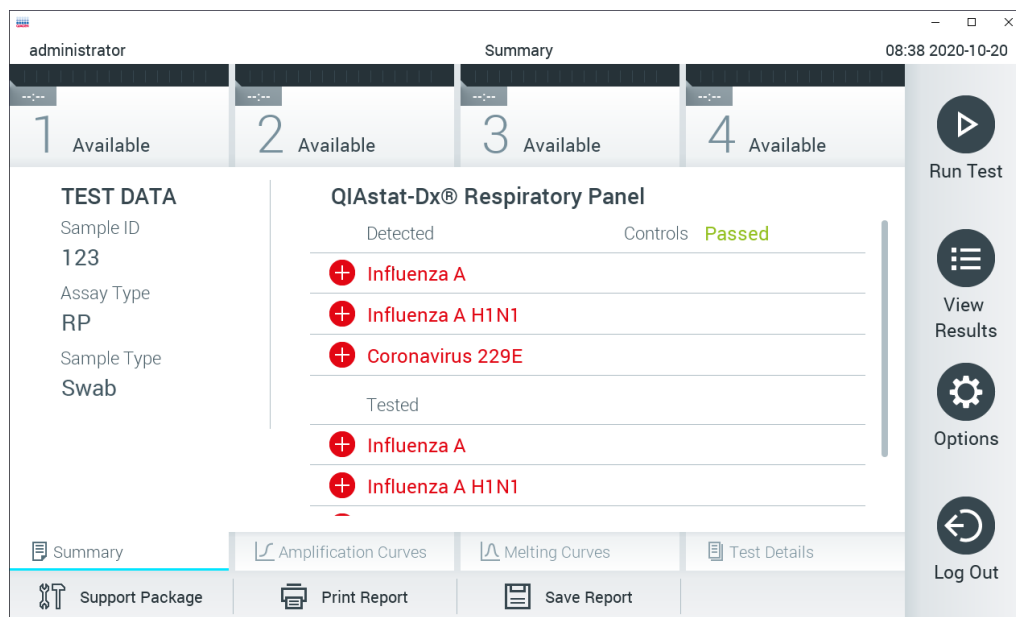 administrator
Summary
08:38 2020-10-20
--:--
1 Available
--:--
2 Available
--:--
3 Available
--:--
4 Available
Run Test
View
Results
Options
Log Out
TEST DATA
Sample ID
123
Assay Type
RP
Sample Type
Swab
QIAstat-Dx® Respiratory Panel
Detected Controls Passed
Influenza A
Influenza A H1N1
Coronavirus 229E
Tested
Influenza A
Influenza A H1N1
Summary
Amplification Curves
Melting Curves
Test Details
Support Package
Print Report
Save Report